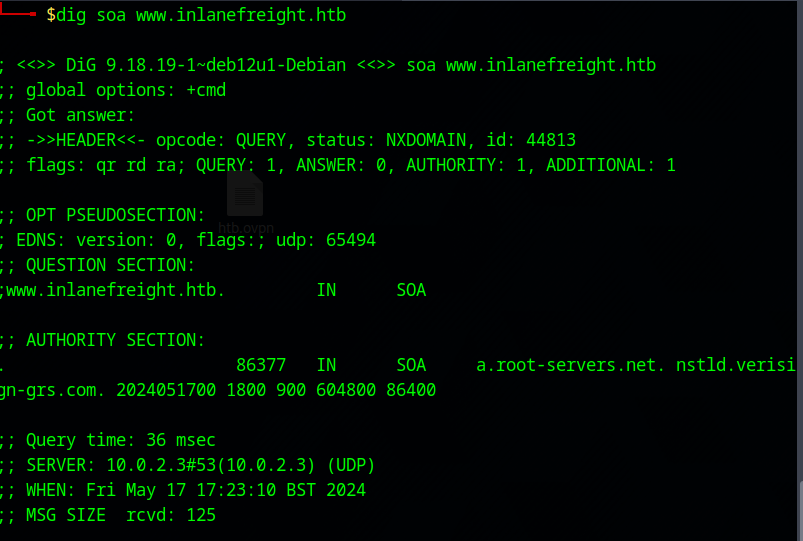 $dig soa www.inlanefreight.htb
; <<>> DiG 9.18.19-1~deb12u1-Debian <<>> soa www.inlanefreight.htb
;; global options: +cmd
;; Got answer:
;; ->>HEADER<<- opcode: QUERY, status: NXDOMAIN, id: 44813
;; flags: qr rd ra; QUERY: 1, ANSWER: 0, AUTHORITY: 1, ADDITIONAL: 1
;; OPT PSEUDOSECTION:
htb.ovpn
; EDNS: version: 0, flags:; udp: 65494
;; QUESTION SECTION:
;www.inlanefreight.htb. IN SOA
;; AUTHORITY SECTION:
. 86377 IN SOA a.root-servers.net. nstld.verisi
gn-grs.com. 2024051700 1800 900 604800 86400
;; Query time: 36 msec
;; SERVER: 10.0.2.3#53(10.0.2.3) (UDP)
;; WHEN: Fri May 17 17:23:10 BST 2024
;; MSG SIZE rcvd: 125